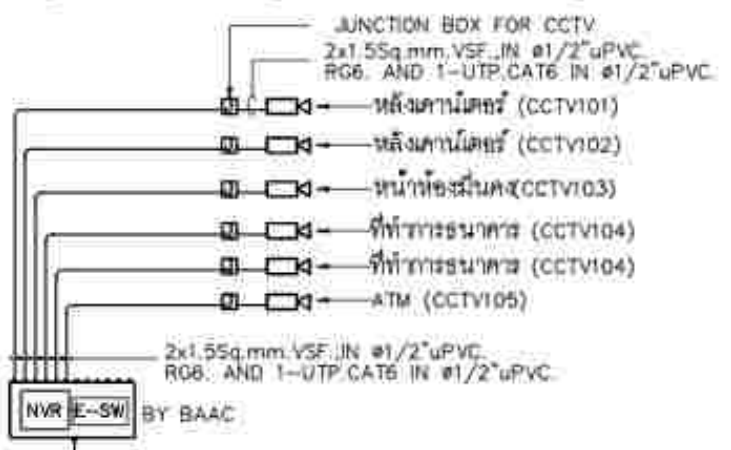 JUNCTION BOX FOR CCTV
2x1.5Sq.mm.VSF.,IN ø1/2"uPVC.
RG6. AND 1-UTP.CAT6 IN ø1/2"uPVC.
หลังเคาน์เตอร์ (CCTV101)
หลังเคาน์เตอร์ (CCTV102)
หน้าห้องมั่นคง(CCTV103)
ที่ทำการธนาคาร (CCTV104)
ที่ทำการธนาคาร (CCTV104)
ATM (CCTV105)
2x1.5Sq.mm.VSF.,IN ø1/2"uPVC.
RG6. AND 1-UTP.CAT6 IN ø1/2"uPVC.
NVR E-SW BY BAAC